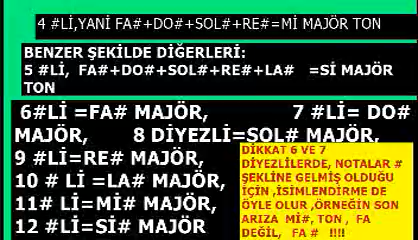 4 #Lİ,YANİ FA#+DO#+SOL#+RE#=Mİ MAJÖR TON
BENZER ŞEKİLDE DİĞERLERİ:
5 #Lİ, FA#+DO#+SOL#+RE#+LA# =Sİ MAJÖR
TON
6#Lİ =FA# MAJÖR, 7 #Lİ= DO#
MAJÖR, 8 DİYEZLİ=SOL# MAJÖR,
9 #Lİ=RE# MAJÖR,
10 # Lİ =LA# MAJÖR,
11# Lİ=Mİ# MAJÖR,
12 #Lİ=Sİ# MAJÖR
DİKKAT 6 VE 7
DİYEZLİLERDE, NOTALAR #
ŞEKLİNE GELMİŞ OLDUĞU
İÇİN ,İSİMLENDİRME DE
ÖYLE OLUR ,ÖRNEĞİN SON
ARIZA Mİ#, TON , FA
DEĞİL, FA # !!!!